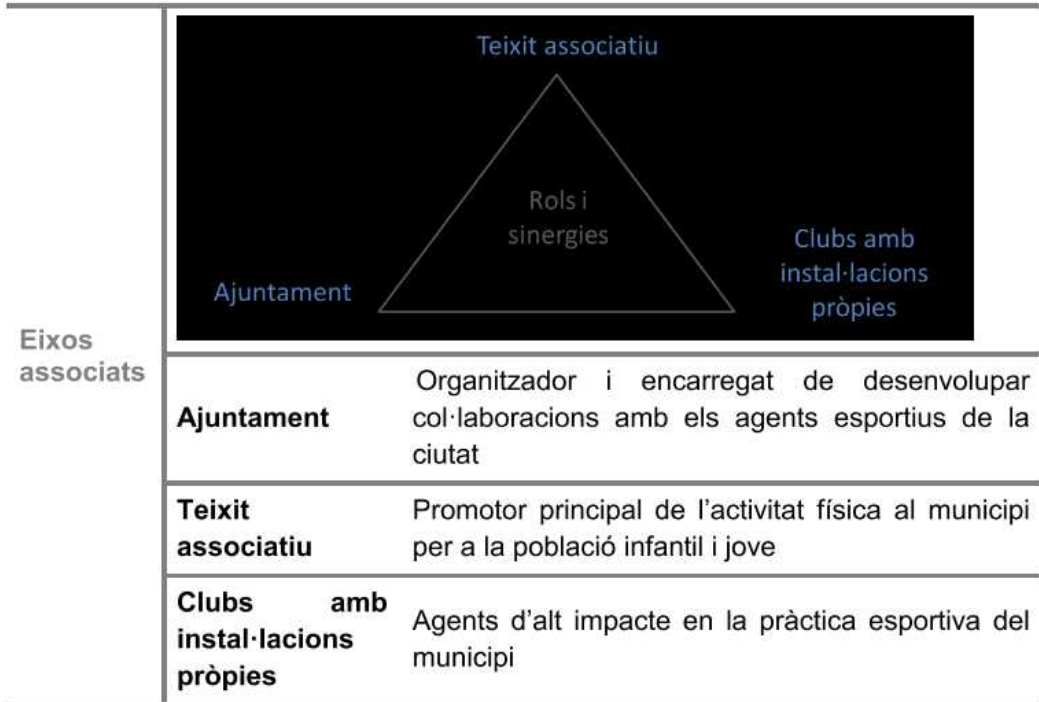 Teixit associatiu
Rols i
sinergies
Ajuntament
Clubs amb
instal·lacions
pròpies
Eixos
associats
Ajuntament
Organitzador i encarregat de desenvolupar
col·laboracions amb els agents esportius de la
ciutat
Teixit
associatiu
Promotor principal de l’activitat física al municipi
per a la població infantil i jove
Clubs amb
instal·lacions
pròpies
Agents d’alt impacte en la pràctica esportiva del
municipi